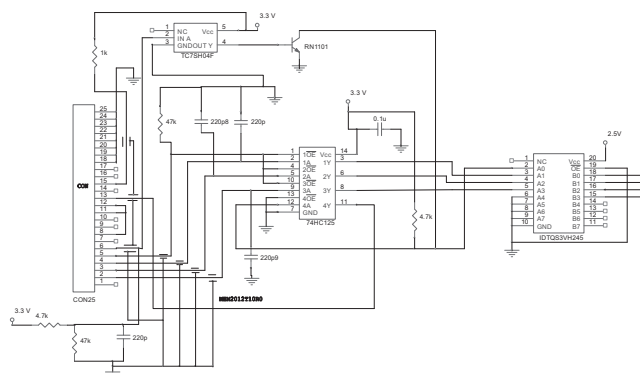 3.3 V
1 NC Vcc 5
2 IN A
3 GND OUT Y 4
TC7SH04F
RN1101
1k
47k
220p8
220p
3.3 V
0.1u
2.5V
25
24
23
22
21
20
19
18
17
16
15
14
13
12
11
10
9
8
7
6
5
4
3
2
1
CON
CON25
1 1OE Vcc 14
2 1A 1Y 3
4 2OE 2Y 6
5 2A
10 3OE 3Y 8
9 3A
13 4OE
12 4A 4Y 11
7 GND
74HC125
4.7k
220p9
1 NC Vcc 20
2 A0 OE 19
3 A1 B0 18
4 A2 B1 17
5 A3 B2 16
6 A4 B3 15
7 A5 B4 14
8 A6 B5 13
9 A7 B6 12
10 GND B7 11
IDTQS3VH245
3.3 V
4.7k
47k
220p